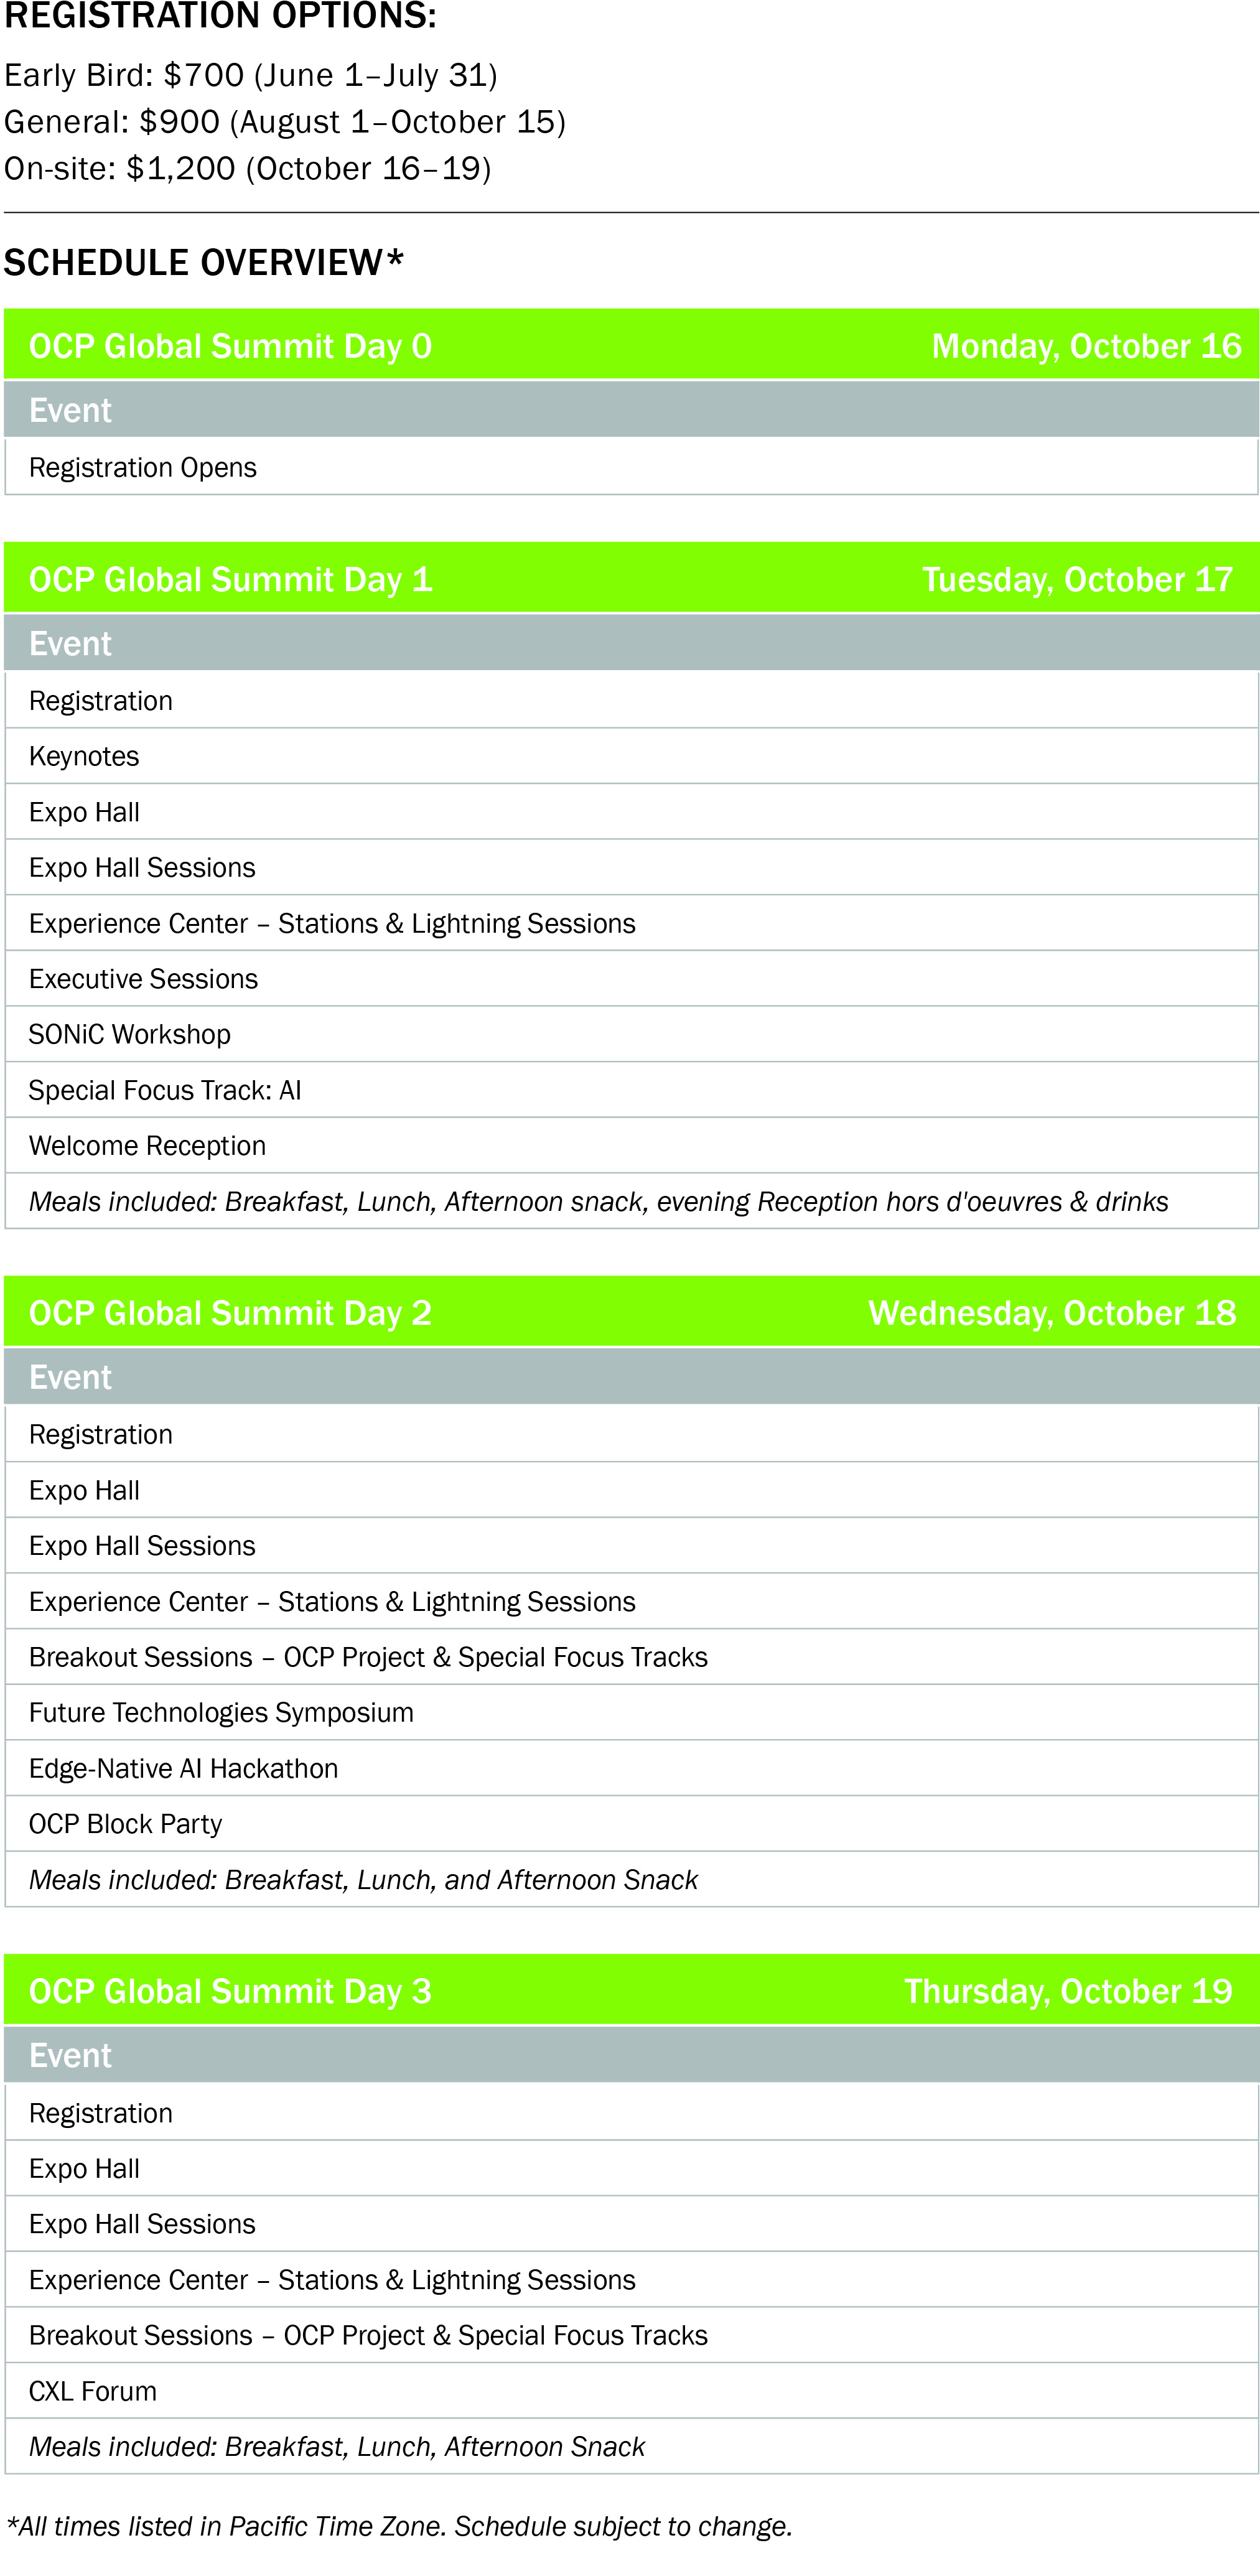 REGISTRATION OPTIONS:
Early Bird: $700 (June 1–July 31)
General: $900 (August 1–October 15)
On-site: $1,200 (October 16–19)
SCHEDULE OVERVIEW*
OCP Global Summit Day 0 Monday, October 16
Event
Registration Opens
OCP Global Summit Day 1 Tuesday, October 17
Event
Registration
Keynotes
Expo Hall
Expo Hall Sessions
Experience Center – Stations & Lightning Sessions
Executive Sessions
SONiC Workshop
Special Focus Track: AI
Welcome Reception
Meals included: Breakfast, Lunch, Afternoon snack, evening Reception hors d'oeuvres & drinks
OCP Global Summit Day 2 Wednesday, October 18
Event
Registration
Expo Hall
Expo Hall Sessions
Experience Center – Stations & Lightning Sessions
Breakout Sessions – OCP Project & Special Focus Tracks
Future Technologies Symposium
Edge-Native AI Hackathon
OCP Block Party
Meals included: Breakfast, Lunch, and Afternoon Snack
OCP Global Summit Day 3 Thursday, October 19
Event
Registration
Expo Hall
Expo Hall Sessions
Experience Center – Stations & Lightning Sessions
Breakout Sessions – OCP Project & Special Focus Tracks
CXL Forum
Meals included: Breakfast, Lunch, Afternoon Snack
*All times listed in Pacific Time Zone. Schedule subject to change.